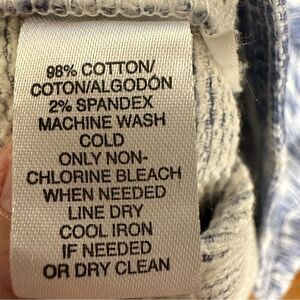 98% COTTON/
COTON/ALGODÓN
2% SPANDEX
MACHINE WASH
COLD
ONLY NON-
CHLORINE BLEACH
WHEN NEEDED
LINE DRY
COOL IRON
IF NEEDED
OR DRY CLEAN